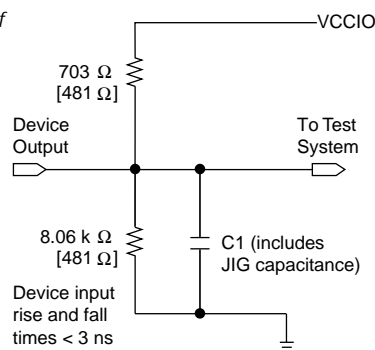 f
VCCIO
703 Ω
[481 Ω]
Device
Output
To Test
System
8.06 k Ω
[481 Ω]
C1 (includes
JIG capacitance)
Device input
rise and fall
times < 3 ns